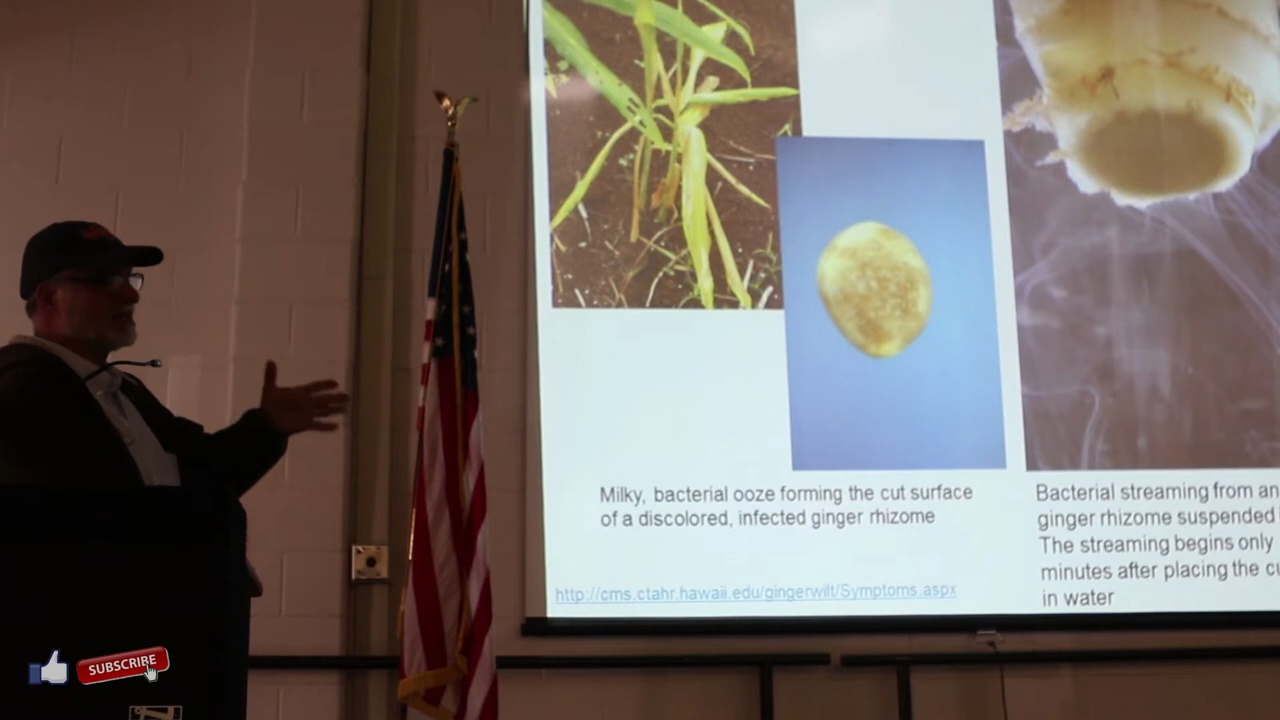 Milky, bacterial ooze forming the cut surface
of a discolored, infected ginger rhizome
http://cms.ctahr.hawaii.edu/gingerwilt/Symptoms.aspx
Bacterial streaming from an
ginger rhizome suspended
The streaming begins only
minutes after placing the
in water
SUBSCRIBE